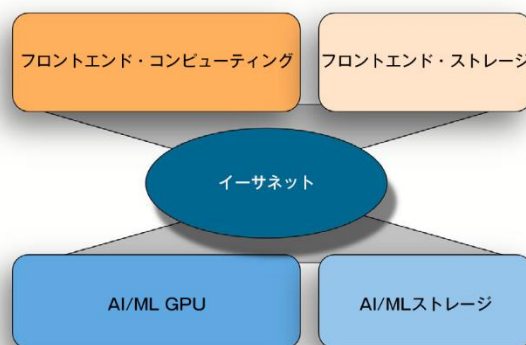 フロントエンド・コンピューティング
フロントエンド・ストレージ
イーサネット
AI/ML GPU
AI/MLストレージ